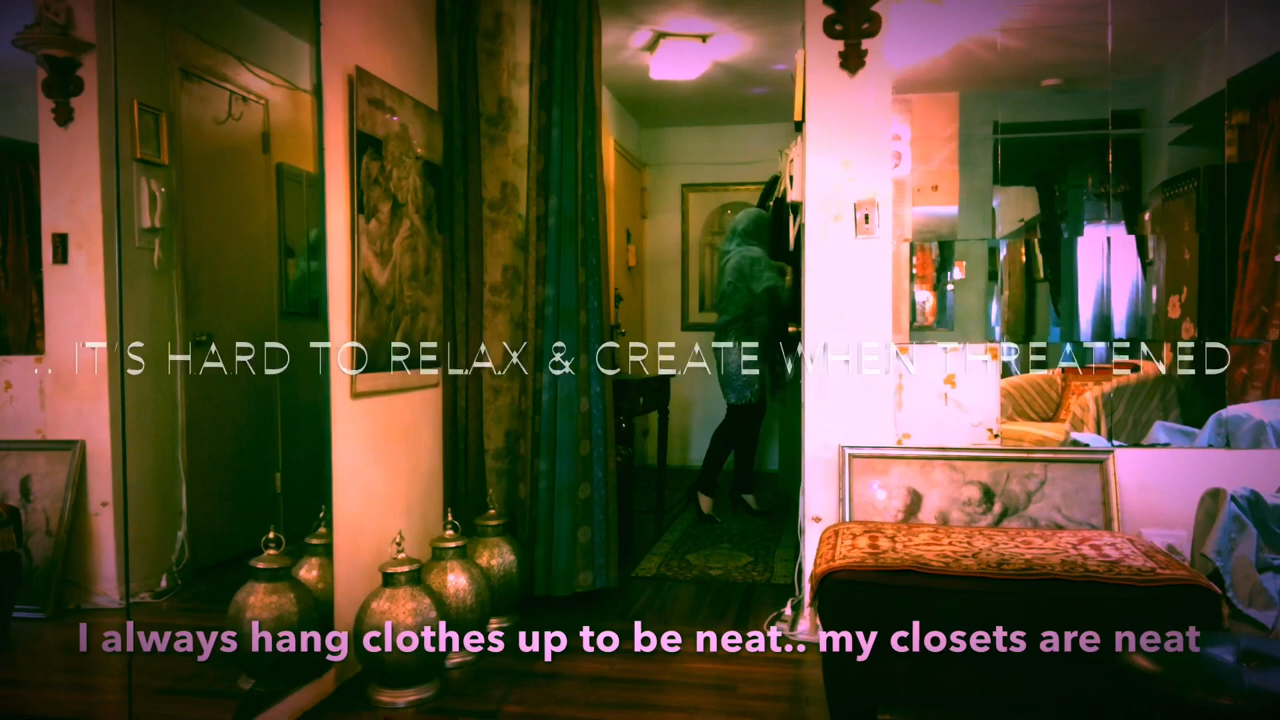 .. IT'S HARD TO RELAX & CREATE WHEN THREATENED
I always hang clothes up to be neat.. my closets are neat